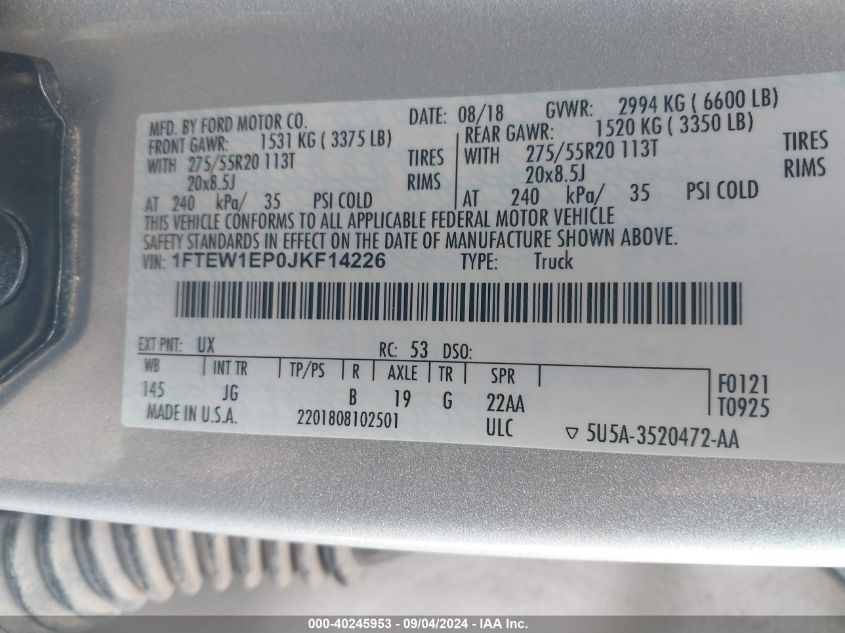 MFD. BY FORD MOTOR CO. DATE: 08/18 GVWR: 2994 KG ( 6600 LB)
FRONT GAWR: 1531 KG ( 3375 LB) REAR GAWR: 1520 KG ( 3350 LB)
WITH 275/55R20 113T TIRES WITH 275/55R20 113T TIRES
20x8.5J RIMS 20x8.5J RIMS
AT 240 kPa/ 35 PSI COLD AT 240 kPa/ 35 PSI COLD
THIS VEHICLE CONFORMS TO ALL APPLICABLE FEDERAL MOTOR VEHICLE
SAFETY STANDARDS IN EFFECT ON THE DATE OF MANUFACTURE SHOWN ABOVE.
VIN: 1FTEW1EP0JKF14226 TYPE: Truck
EXT PNT: UX RC: 53 DSO:
WB INT TR TP/PS R AXLE TR SPR F0121
145 JG B 19 G 22AA T0925
MADE IN U.S.A. 2201808102501 ULC ▽ 5U5A-3520472-AA
000-40245953 - 09/04/2024 - IAA Inc.